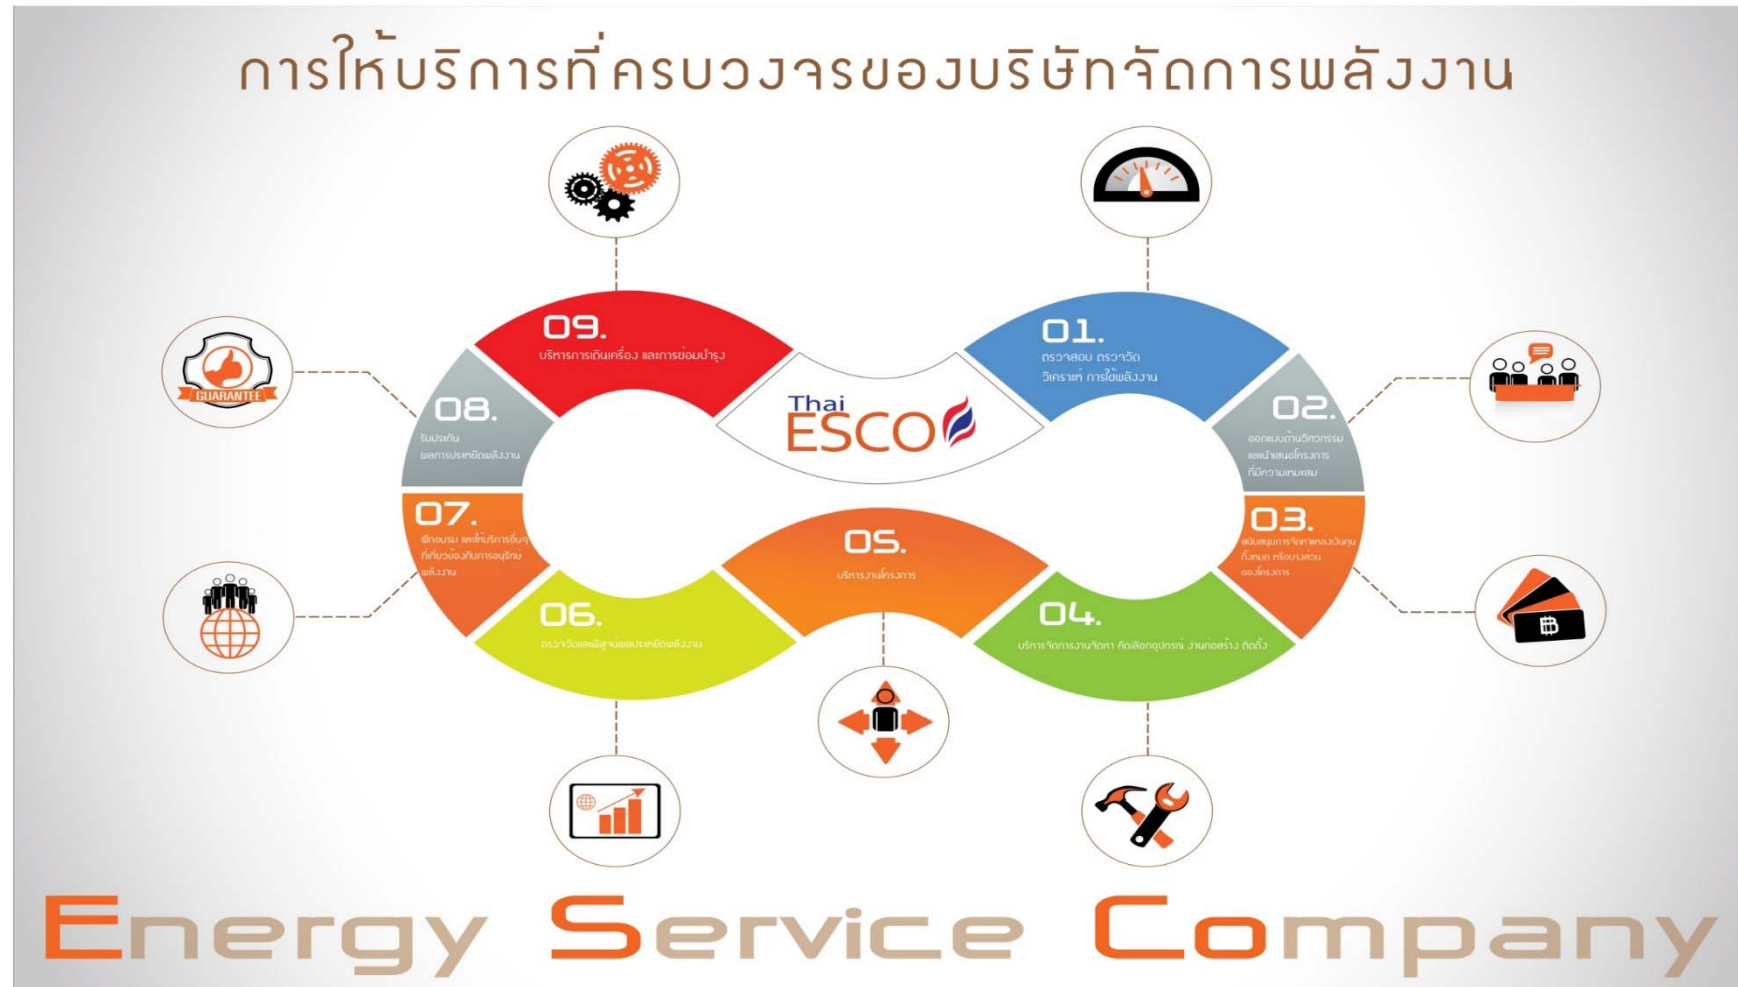 การให้บริการที่ครบวงจรของบริษัทจัดการพลังงาน
01.
ตรวจสอบ ตรวจวัด
วิเคราะห์ การใช้พลังงาน
02.
ออกแบบด้านวิศวกรรม
และนำเสนอโครงการ
ที่มีความเหมะสม
03.
สนับสนุนการจัดหาแหล่งเงินทุน
ทั้งหมด หรือบางส่วน
ของโครงการ
04.
บริหารจัดการงานจัดหา คัดเลือกอุปกรณ์ งานก่อสร้าง ติดตั้ง
05.
บริหารงานโครงการ
06.
ตรวจวัดและพิสูจน์ผลประหยัดพลังงาน
07.
ฝึกอบรม และให้บริการอื่นๆ
ที่เกี่ยวข้องกับการอนุรักษ์
พลังงาน
08.
รับประกัน
ผลการประหยัดพลังงาน
09.
บริหารการเดินเครื่อง และการซ่อมบำรุง
Thai
ESCO
GUARANTEE
฿
Energy Service Company